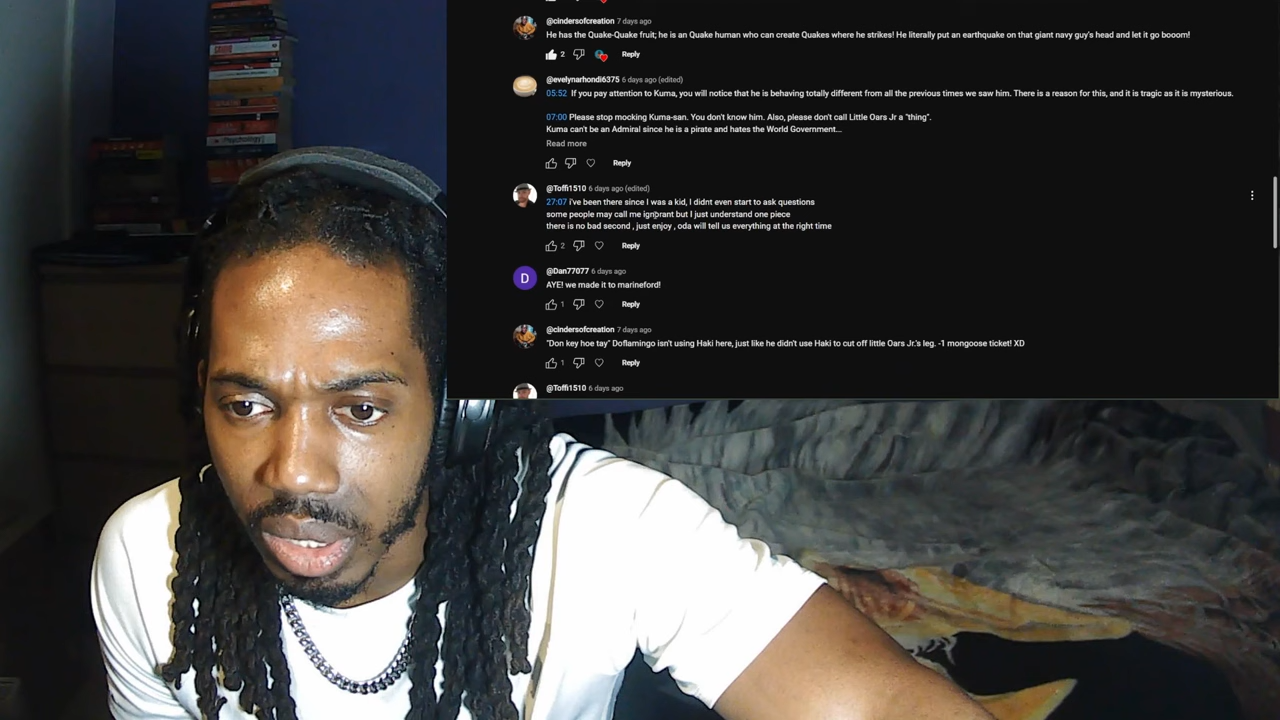 @cindersofcreation 7 days ago
He has the Quake-Quake fruit; he is an Quake human who can create Quakes where he strikes! He literally put an earthquake on that giant navy guy's head and let it go booom!
2 Reply
@evelynarhondi6375 6 days ago (edited)
05:52 If you pay attention to Kuma, you will notice that he is behaving totally different from all the previous times we saw him. There is a reason for this, and it is tragic as it is mysterious.
07:00 Please stop mocking Kuma-san. You don't know him. Also, please don't call Little Oars Jr a "thing".
Kuma can't be an Admiral since he is a pirate and hates the World Government...
Read more
Reply
@Toffi1510 6 days ago (edited)
27:07 i've been there since I was a kid, I didnt even start to ask questions
some people may call me ignorant but I just understand one piece
there is no bad second , just enjoy , oda will tell us everything at the right time
2 Reply
D
@Dan77077 6 days ago
AYE! we made it to marineford!
1 Reply
@cindersofcreation 7 days ago
"Don key hoe tay" Doflamingo isn't using Haki here, just like he didn't use Haki to cut off little Oars Jr.'s leg. -1 mongoose ticket! XD
1 Reply
@Toffi1510 6 days ago
Psychology